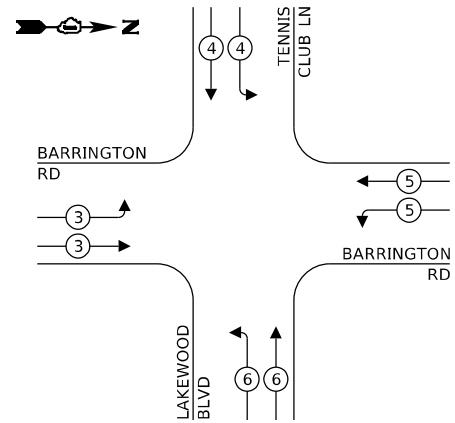 N
TENNIS
CLUB LN
4 4
BARRINGTON
RD
5
5
3
3
BARRINGTON
RD
LAKEWOOD
BLVD
6 6